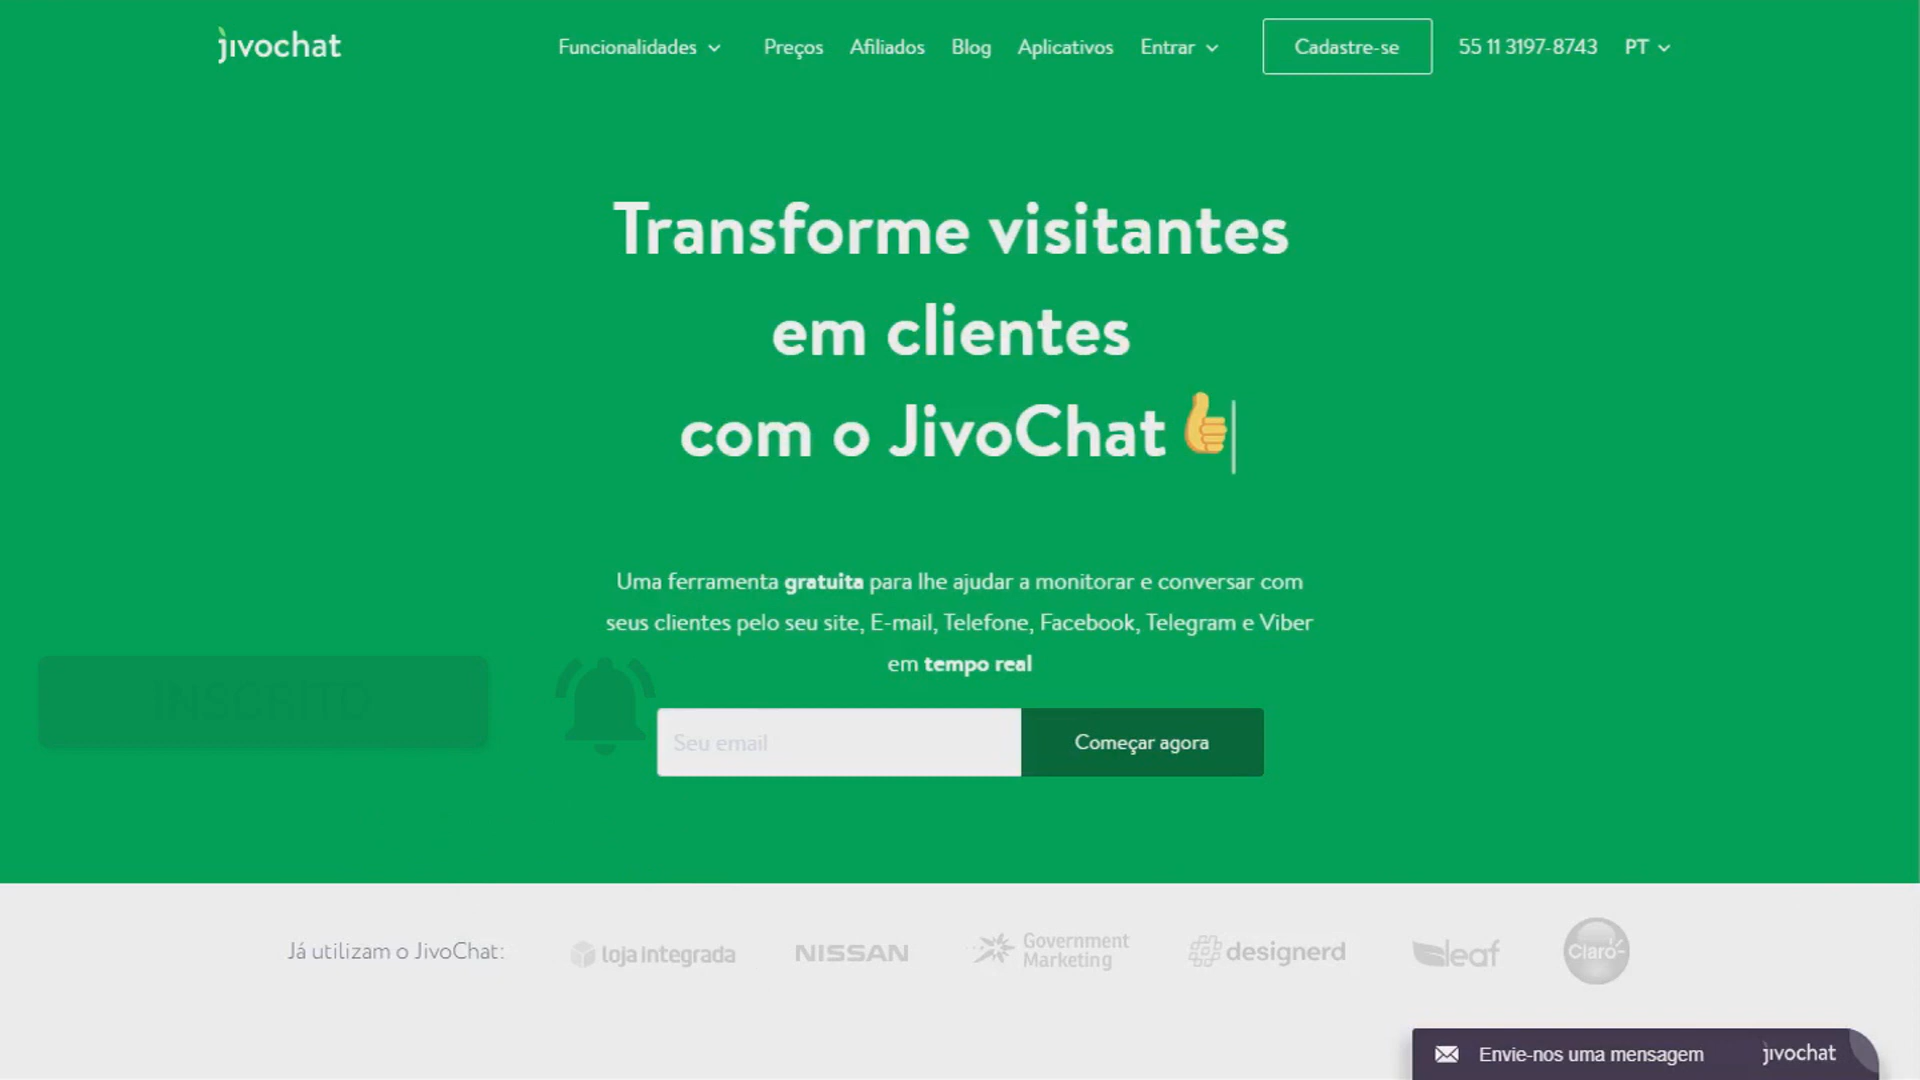 jivochat
Funcionalidades Preços Afiliados Blog Aplicativos Entrar Cadastre-se 55 11 3197-8743 PT
Transforme visitantes
em clientes
com o JivoChat
Uma ferramenta gratuita para lhe ajudar a monitorar e conversar com
seus clientes pelo seu site, E-mail, Telefone, Facebook, Telegram e Viber
em tempo real
INSCRITO
Seu email Começar agora
Já utilizam o JivoChat: loja integrada NISSAN Government Marketing designerd leaf Claro
Envie-nos uma mensagem jivochat